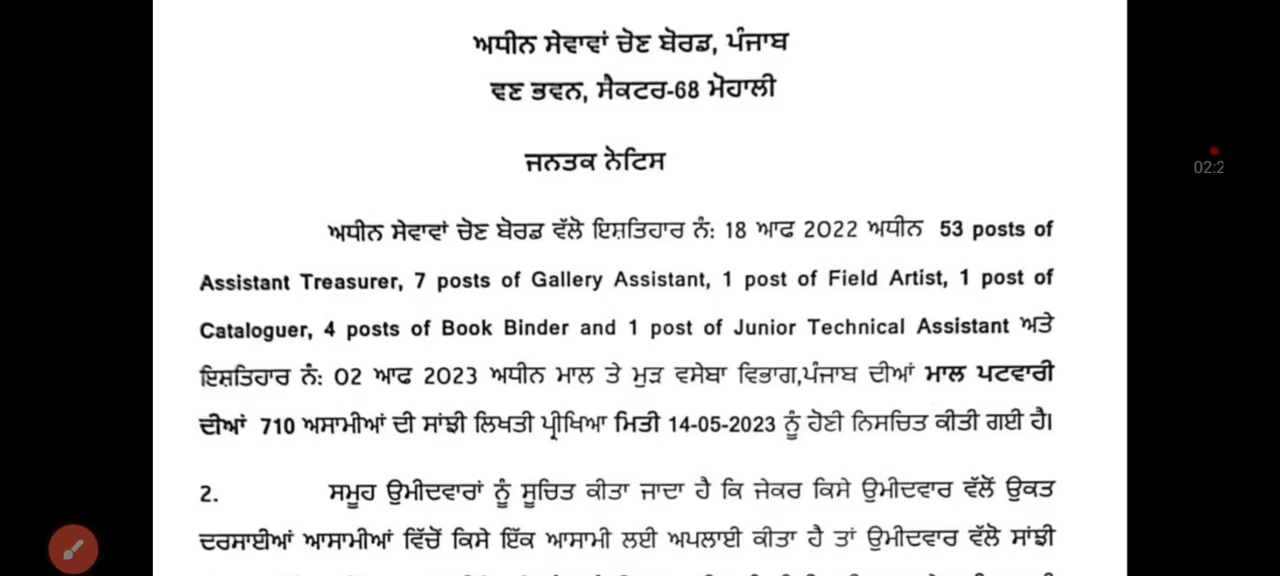 ਅਧੀਨ ਸੇਵਾਵਾਂ ਚੋਣ ਬੋਰਡ, ਪੰਜਾਬ
ਵਣ ਭਵਨ, ਸੈਕਟਰ-68 ਮੋਹਾਲੀ
ਜਨਤਕ ਨੋਟਿਸ
02:2
ਅਧੀਨ ਸੇਵਾਵਾਂ ਚੋਣ ਬੋਰਡ ਵੱਲੋ ਇਸ਼ਤਿਹਾਰ ਨੰ: 18 ਆਫ 2022 ਅਧੀਨ 53 posts of
Assistant Treasurer, 7 posts of Gallery Assistant, 1 post of Field Artist, 1 post of
Cataloguer, 4 posts of Book Binder and 1 post of Junior Technical Assistant ਅਤੇ
ਇਸ਼ਤਿਹਾਰ ਨੰ: 02 ਆਫ 2023 ਅਧੀਨ ਮਾਲ ਤੇ ਮੁੜ ਵਸੇਬਾ ਵਿਭਾਗ,ਪੰਜਾਬ ਦੀਆਂ ਮਾਲ ਪਟਵਾਰੀ
ਦੀਆਂ 710 ਅਸਾਮੀਆਂ ਦੀ ਸਾਂਝੀ ਲਿਖਤੀ ਪ੍ਰੀਖਿਆ ਮਿਤੀ 14-05-2023 ਨੂੰ ਹੋਣੀ ਨਿਸਚਿਤ ਕੀਤੀ ਗਈ ਹੈ।
2. ਸਮੂਹ ਉਮੀਦਵਾਰਾਂ ਨੂੰ ਸੂਚਿਤ ਕੀਤਾ ਜਾਂਦਾ ਹੈ ਕਿ ਜੇਕਰ ਕਿਸੇ ਉਮੀਦਵਾਰ ਵੱਲੋਂ ਉਕਤ
ਦਰਸਾਈਆਂ ਆਸਾਮੀਆਂ ਵਿੱਚੋਂ ਕਿਸੇ ਇੱਕ ਆਸਾਮੀ ਲਈ ਅਪਲਾਈ ਕੀਤਾ ਹੈ ਤਾਂ ਉਮੀਦਵਾਰ ਵੱਲੋ ਸਾਂਝੀ